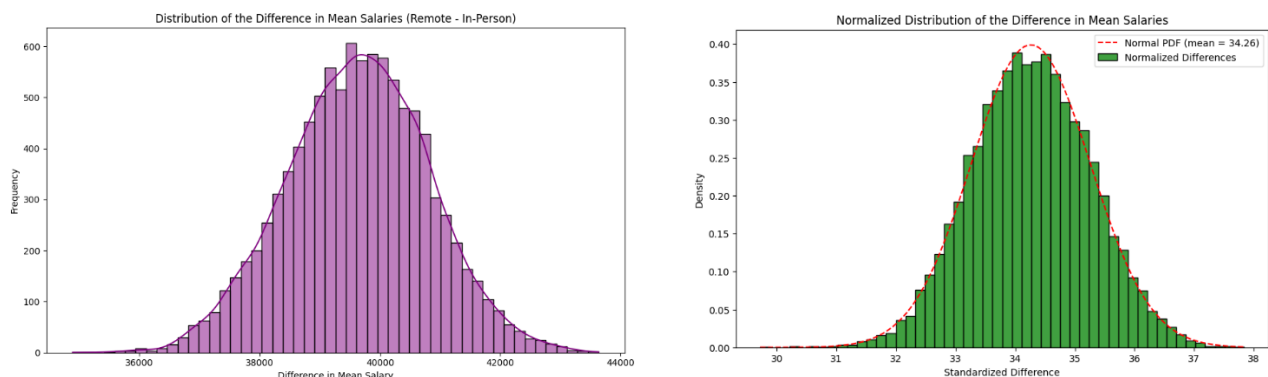 Distribution of the Difference in Mean Salaries (Remote - In-Person)
600
500
400
300
200
100
0
Frequency
36000 38000 40000 42000 44000
Difference in Mean Salary
Normalized Distribution of the Difference in Mean Salaries
Normal PDF (mean = 34.26)
Normalized Differences
0.40
0.35
0.30
0.25
0.20
0.15
0.10
0.05
0.00
Density
30 31 32 33 34 35 36 37 38
Standardized Difference